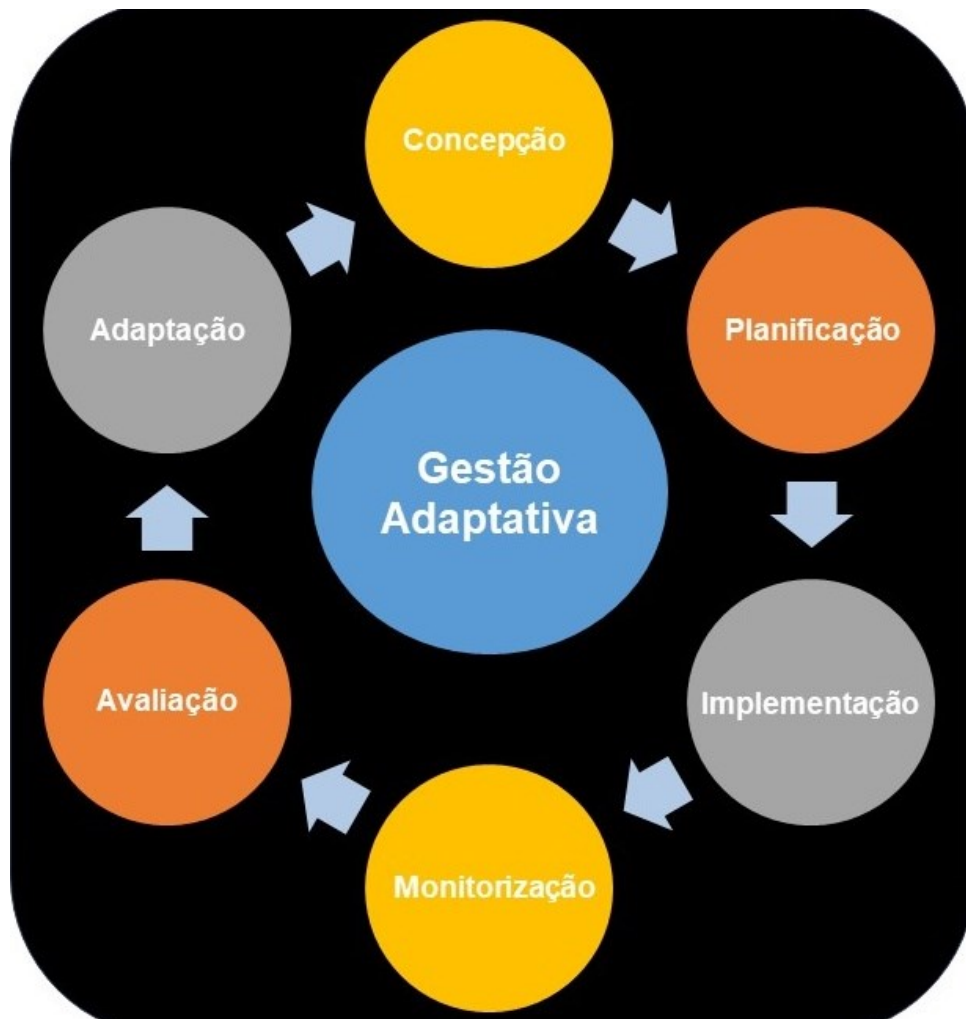 Concepção
Planificação
Implementação
Monitorização
Avaliação
Adaptação
Gestão
Adaptativa